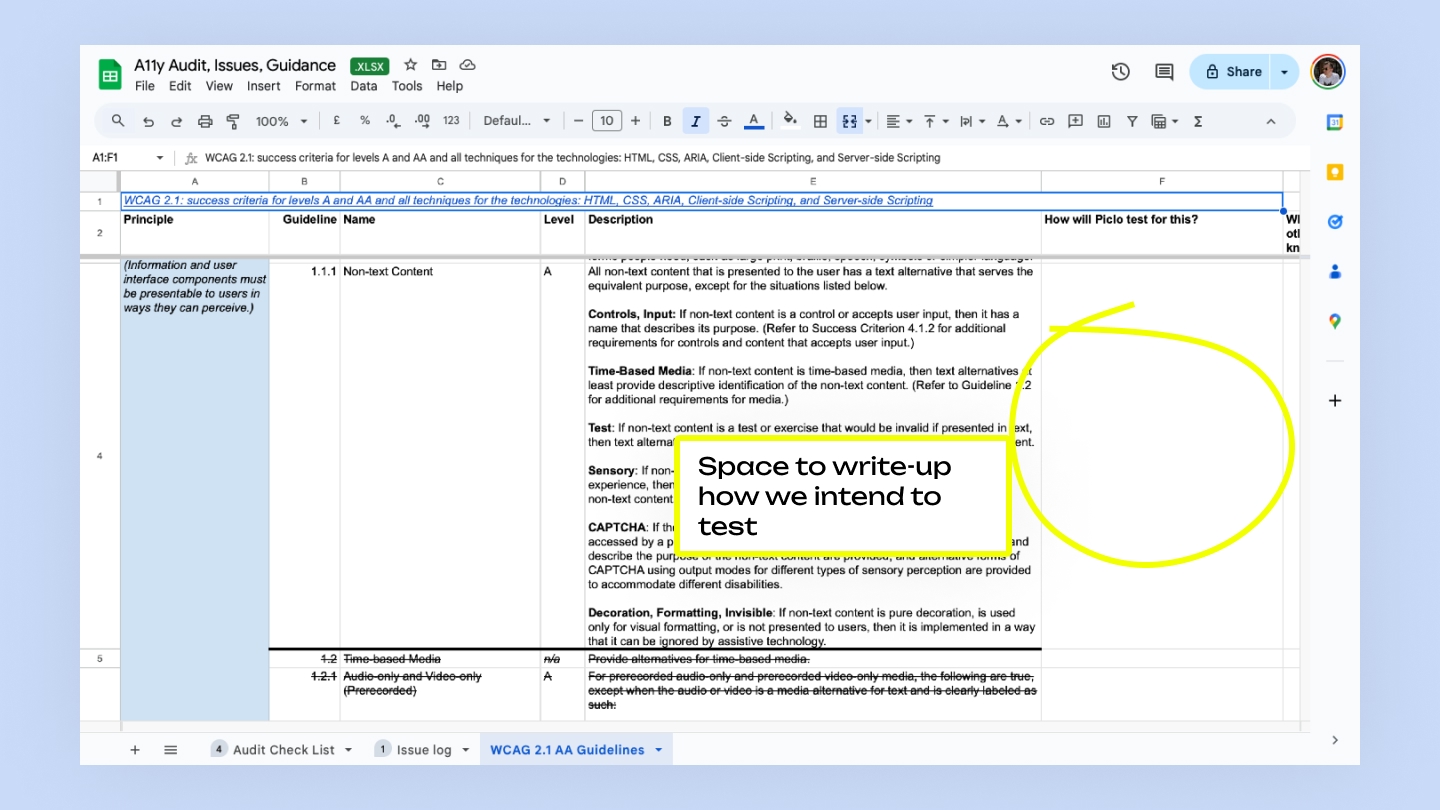 A11y Audit, Issues, Guidance .XLSX
File Edit View Insert Format Data Tools Help
Share
100% £ % .0 .00 123 Defaul... 10 B I A Σ
A1:F1 fx WCAG 2.1: success criteria for levels A and AA and all techniques for the technologies: HTML, CSS, ARIA, Client-side Scripting, and Server-side Scripting
A B C D E F
1 WCAG 2.1: success criteria for levels A and AA and all techniques for the technologies: HTML, CSS, ARIA, Client-side Scripting, and Server-side Scripting
2 Principle Guideline Name Level Description How will Piclo test for this?
4
(Information and user
interface components must
be presentable to users in
ways they can perceive.)
1.1.1 Non-text Content A
All non-text content that is presented to the user has a text alternative that serves the
equivalent purpose, except for the situations listed below.
Controls, Input: If non-text content is a control or accepts user input, then it has a
name that describes its purpose. (Refer to Success Criterion 4.1.2 for additional
requirements for controls and content that accepts user input.)
Time-Based Media: If non-text content is time-based media, then text alternatives at
least provide descriptive identification of the non-text content. (Refer to Guideline 1.2
for additional requirements for media.)
Test: If non-text content is a test or exercise that would be invalid if presented in text,
then text
Sensory: If non-
experience, then
non-text content
CAPTCHA: If the
accessed by a and
describe the purpose of the non-text content are provided, and alternative forms of
CAPTCHA using output modes for different types of sensory perception are provided
to accommodate different disabilities.
Decoration, Formatting, Invisible: If non-text content is pure decoration, is used
only for visual formatting, or is not presented to users, then it is implemented in a way
that it can be ignored by assistive technology.
Space to write-up
how we intend to
test
5 1.2 Time-based Media n/a Provide alternatives for time-based media.
1.2.1 Audio-only and Video-only A For prerecorded audio-only and prerecorded video-only media, the following are true,
(Prerecorded) except when the audio or video is a media alternative for text and is clearly labeled as
such:
4 Audit Check List 1 Issue log WCAG 2.1 AA Guidelines